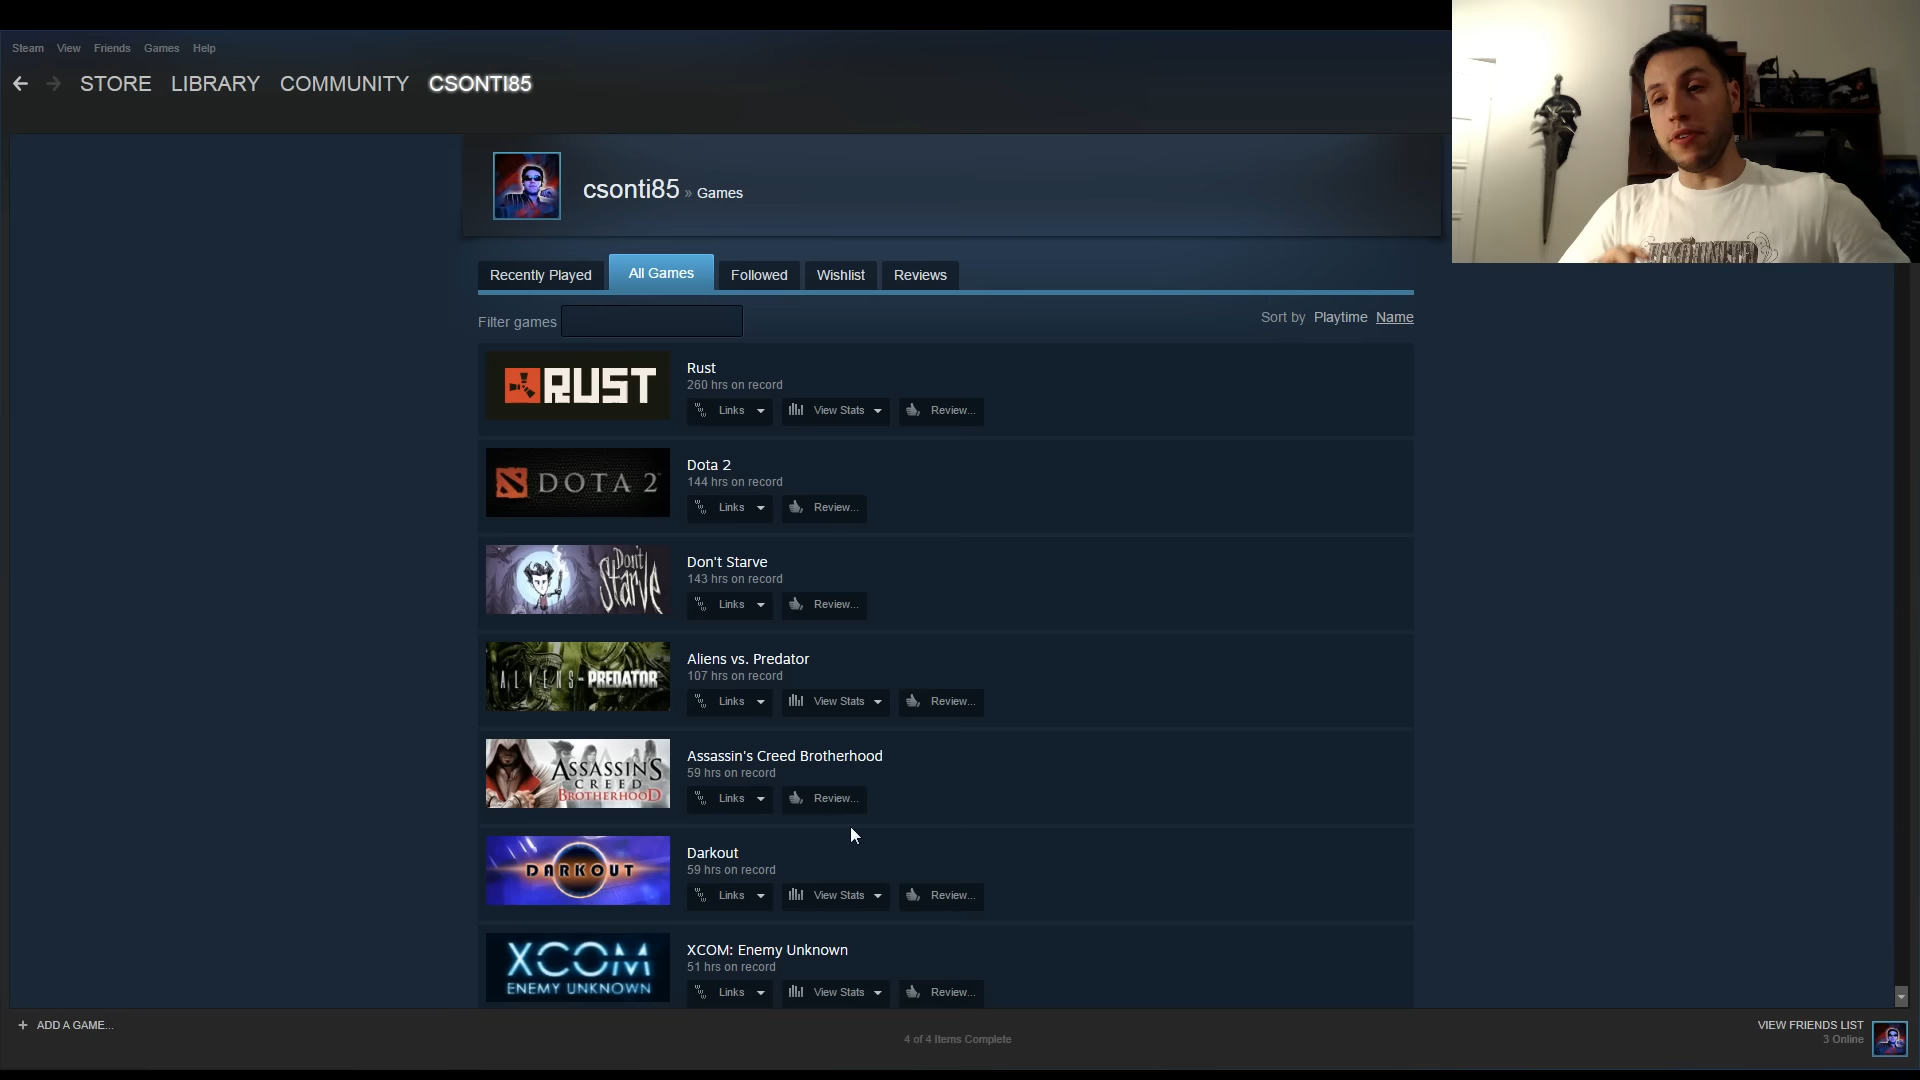 Steam View Friends Games Help
STORE LIBRARY COMMUNITY CSONTI85
csonti85 » Games
Recently Played All Games Followed Wishlist Reviews
Filter games
Sort by Playtime Name
RUST
Rust
260 hrs on record
Links View Stats Review...
DOTA 2
Dota 2
144 hrs on record
Links Review...
Don't
Starve
Don't Starve
143 hrs on record
Links Review...
ALIENS PREDATOR
Aliens vs. Predator
107 hrs on record
Links View Stats Review...
ASSASSIN'S
CREED
BROTHERHOOD
Assassin's Creed Brotherhood
59 hrs on record
Links Review...
DARKOUT
Darkout
59 hrs on record
Links View Stats Review...
XCOM
ENEMY UNKNOWN
XCOM: Enemy Unknown
51 hrs on record
Links View Stats Review...
+ ADD A GAME...
4 of 4 Items Complete
VIEW FRIENDS LIST
3 Online